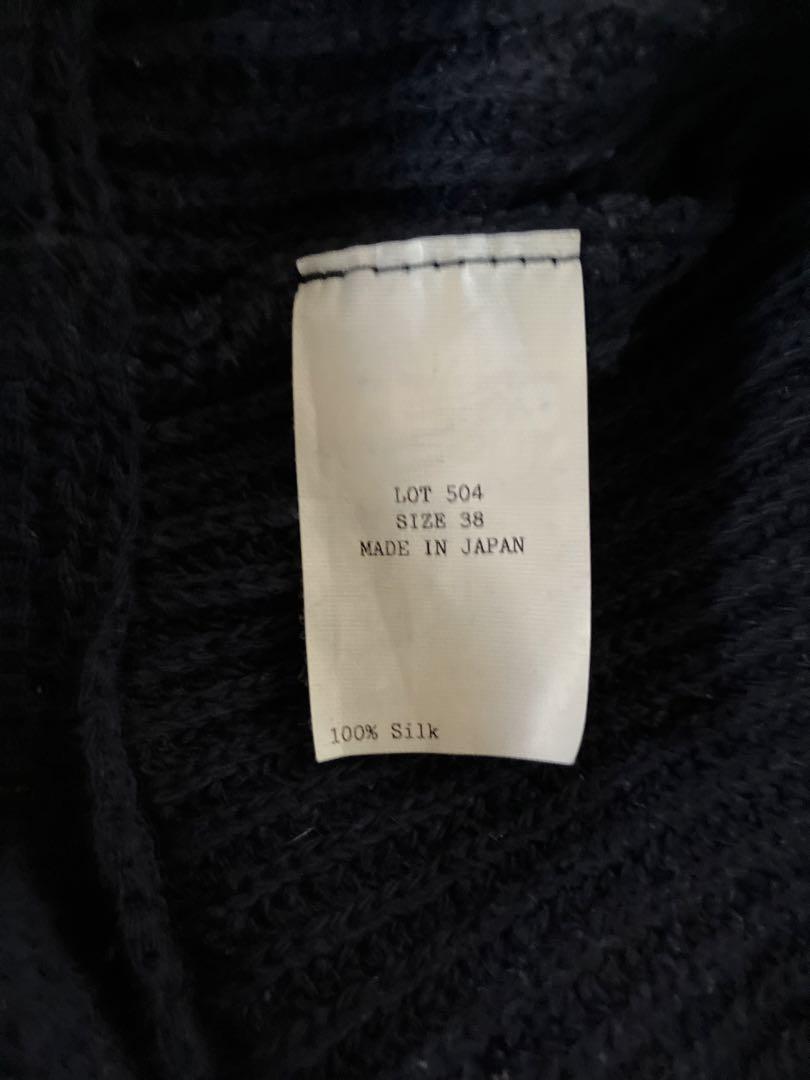 LOT 504
SIZE 38
MADE IN JAPAN
100% Silk